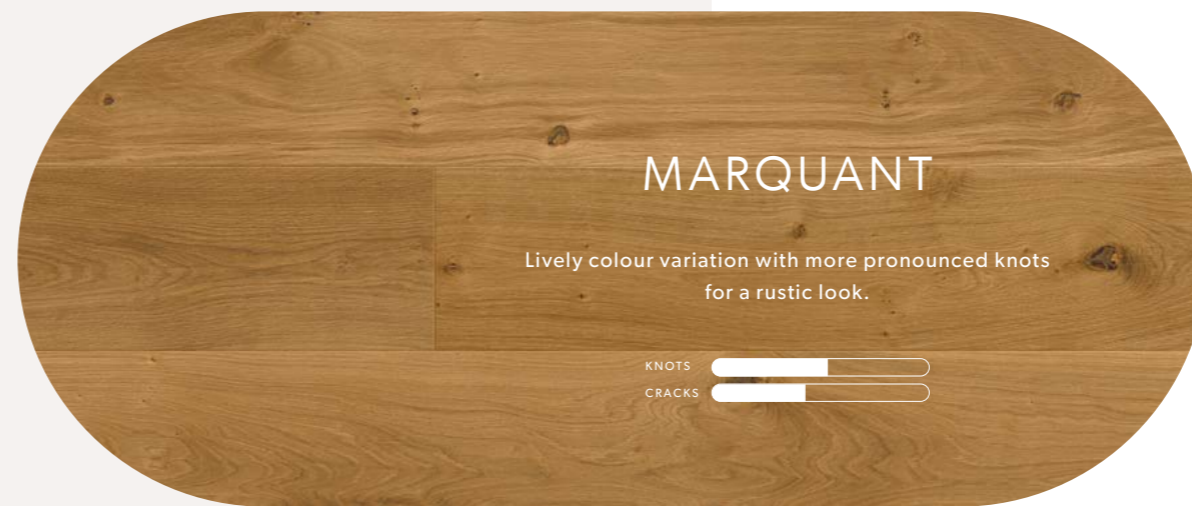 MARQUANT
Lively colour variation with more pronounced knots
for a rustic look.
KNOTS
CRACKS